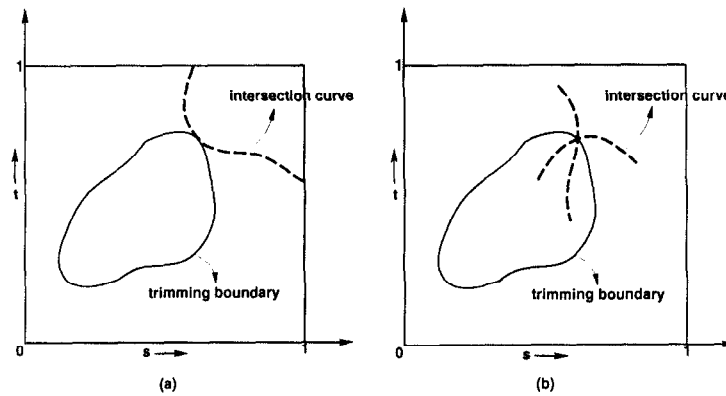 1
intersection curve
t
trimming boundary
0
s
1
(a)
1
intersection curve
t
trimming boundary
0
s
1
(b)